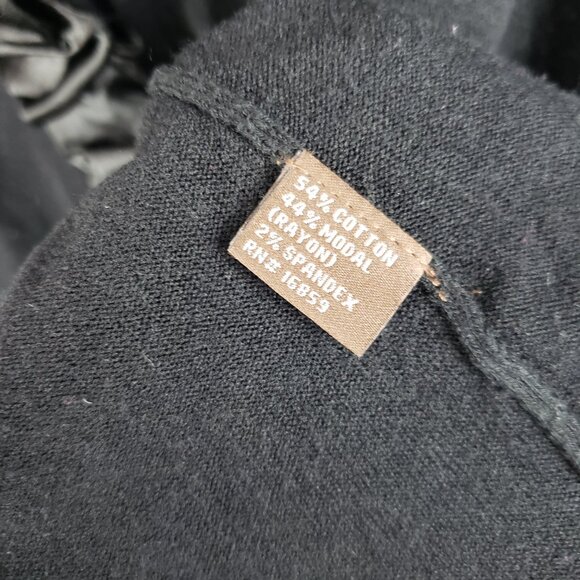 54% COTTON
44% MODAL
(RAYON)
2% SPANDEX
RN# 16859